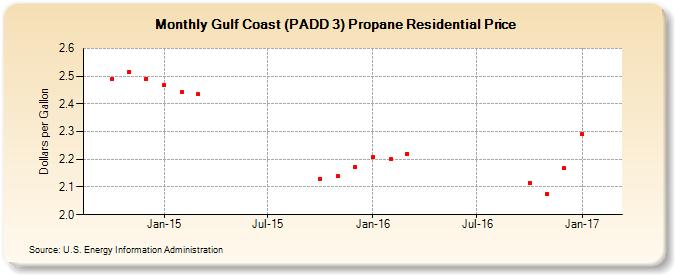 Monthly Gulf Coast (PADD 3) Propane Residential Price
Dollars per Gallon
2.6
2.5
2.4
2.3
2.2
2.1
2.0
Jan-15 Jul-15 Jan-16 Jul-16 Jan-17
Source: U.S. Energy Information Administration